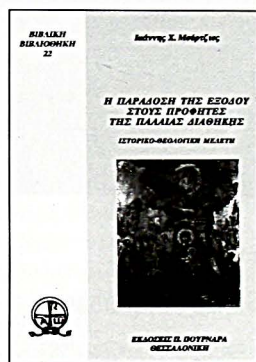 ΒΙΒΛΙΚΗ
ΒΙΒΛΙΟΘΗΚΗ
22
Ιωάννης Χ. Μούρτζιος
Η ΠΑΡΑΔΟΣΗ ΤΗΣ ΕΞΟΔΟΥ
ΣΤΟΥΣ ΠΡΟΦΗΤΕΣ
ΤΗΣ ΠΑΛΑΙΑΣ ΔΙΑΘΗΚΗΣ
ΙΣΤΟΡΙΚΟ-ΘΕΟΛΟΓΙΚΗ ΜΕΛΕΤΗ
ΕΚΔΟΣΕΙΣ Π. ΠΟΥΡΝΑΡΑ
ΘΕΣΣΑΛΟΝΙΚΗ